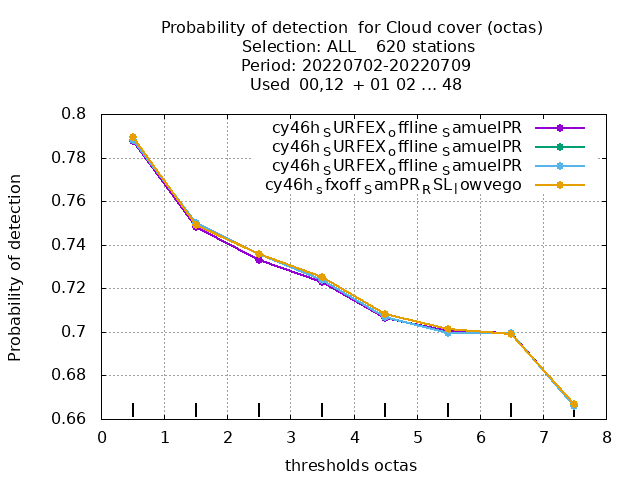 Probability of detection  for Cloud cover (octas)
Selection: ALL    620 stations
Period: 20220702-20220709
Used  00,12  + 01 02 ... 48
cy46h_SURFEX_offline_SamuelPR
cy46h_SURFEX_offline_SamuelPR
cy46h_SURFEX_offline_SamuelPR
cy46h_sfxoff_SamPR_RSL_lowvego
Probability of detection
0.8
0.78
0.76
0.74
0.72
0.7
0.68
0.66
0 1 2 3 4 5 6 7 8
thresholds octas